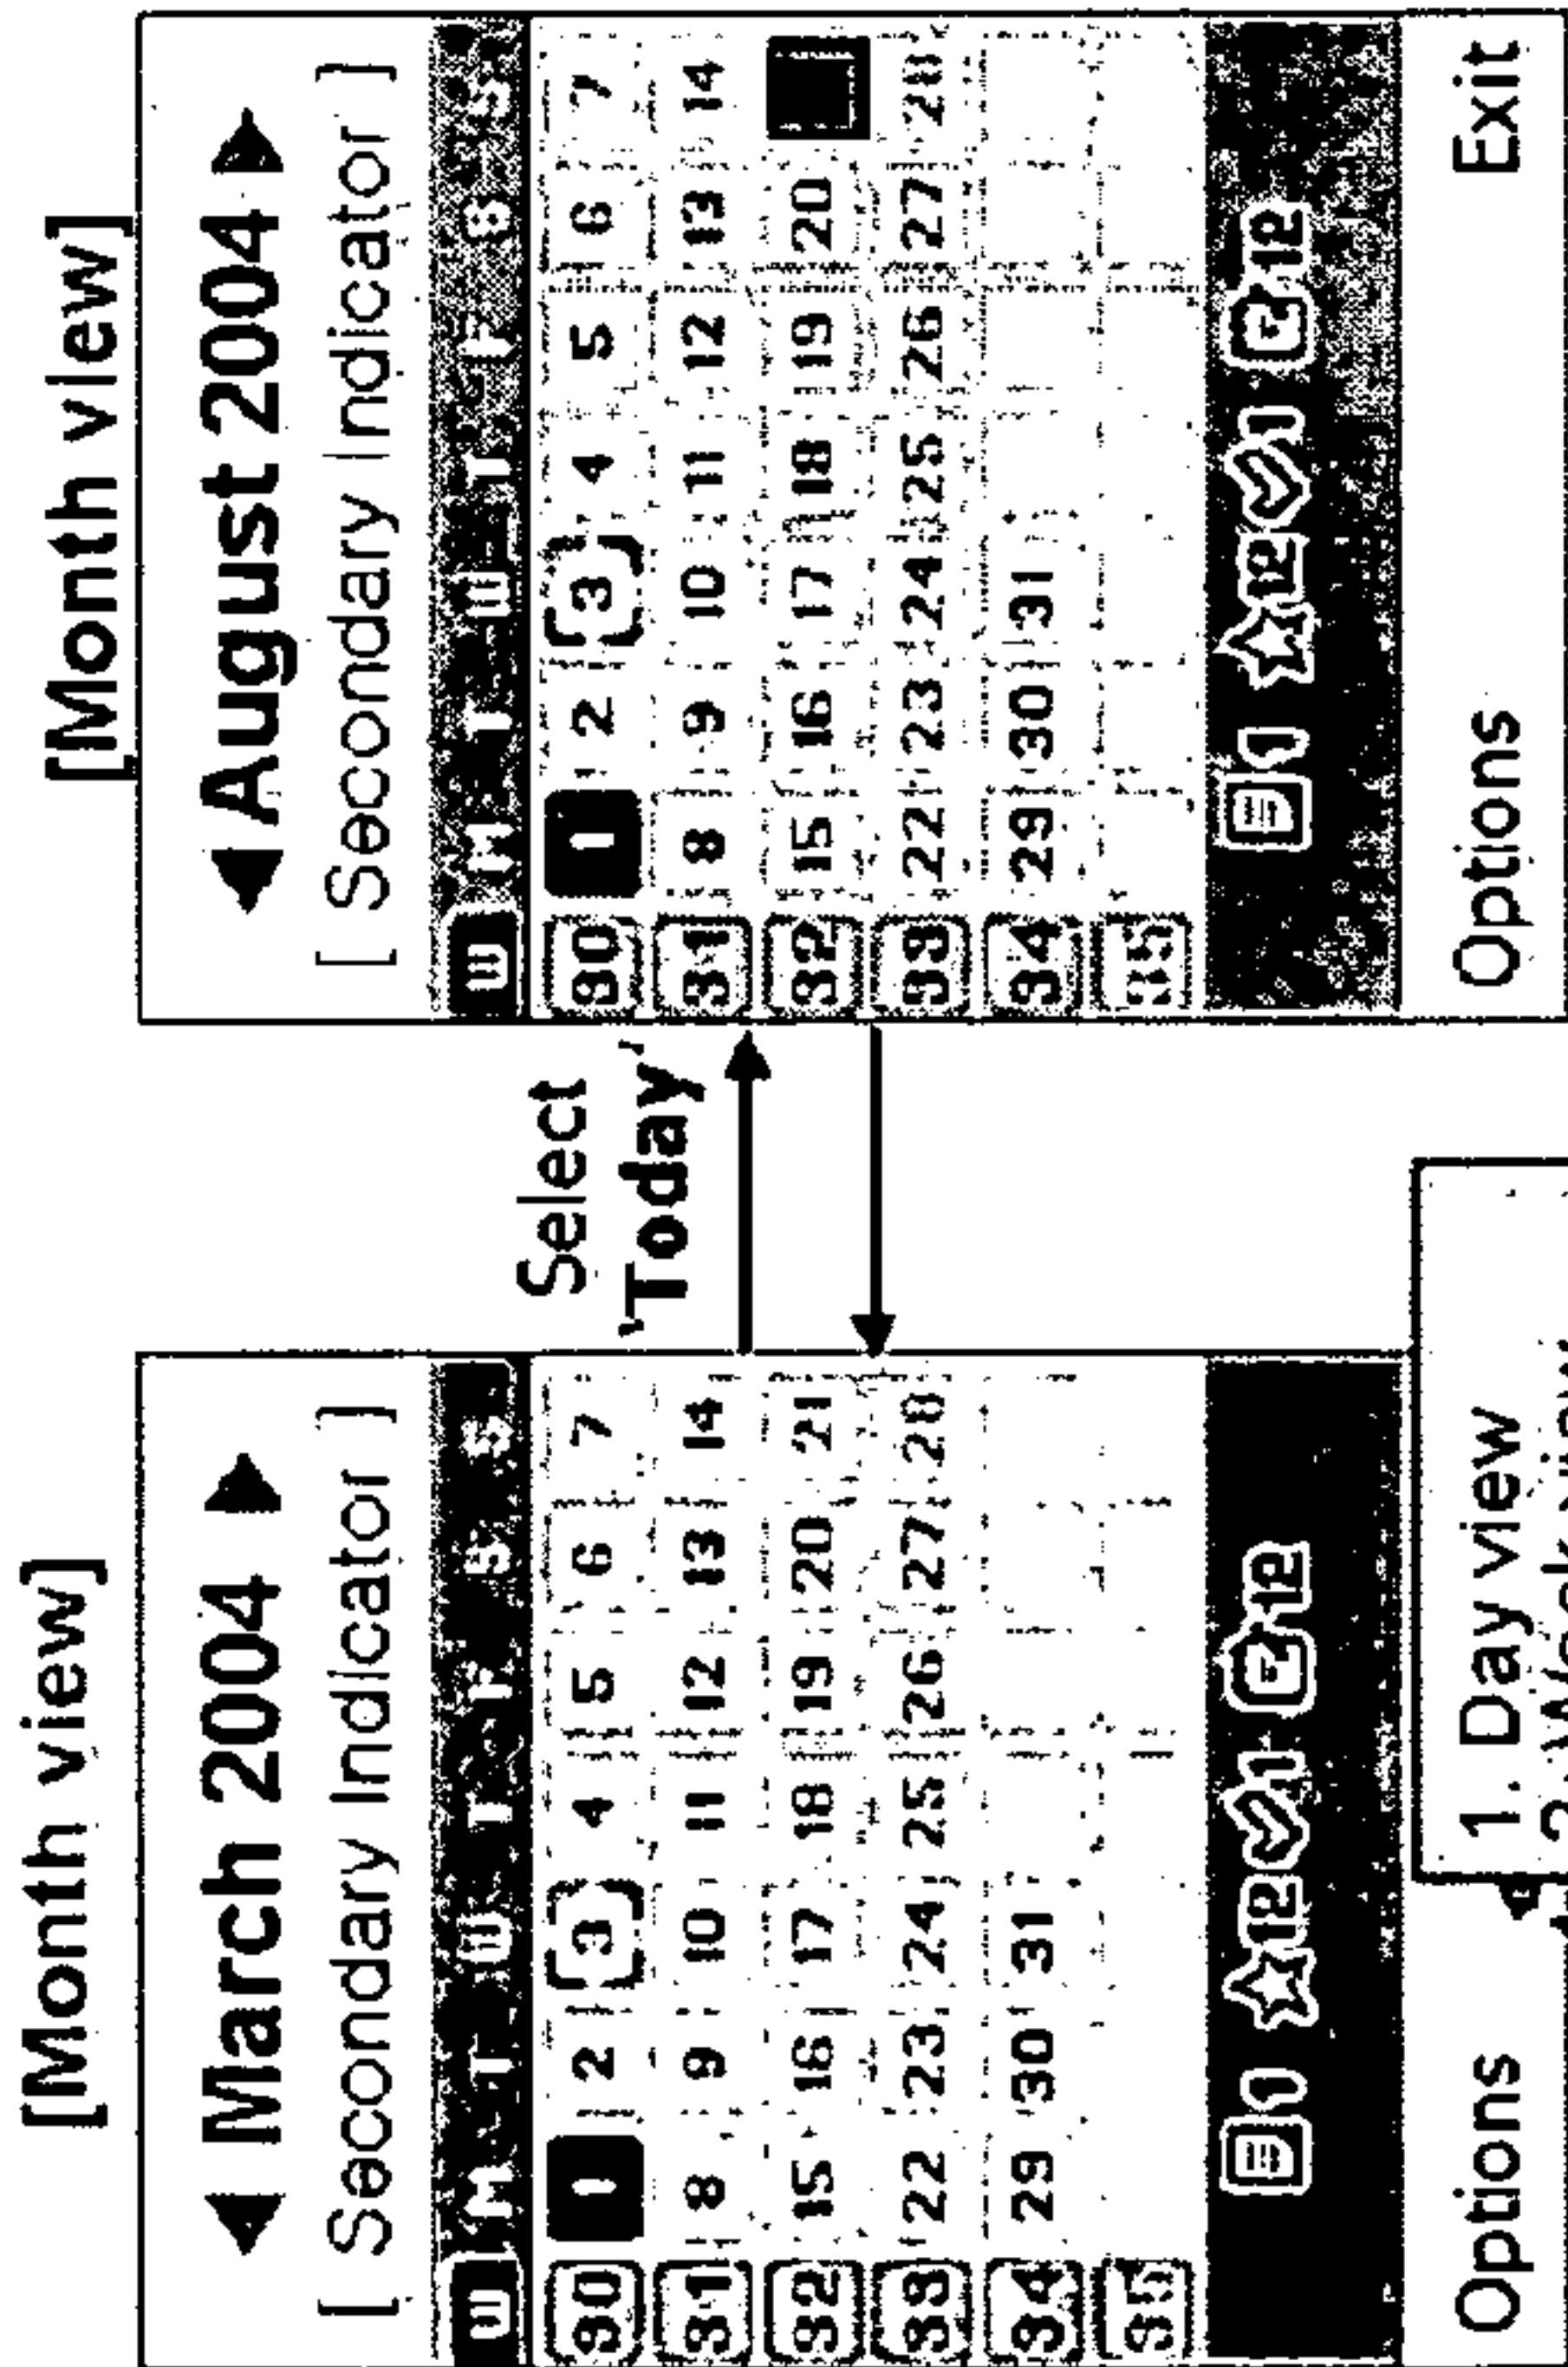 [Month view]
◀ March 2004 ▶
[ Secondary Indicator ]
W M T W T F S S
30 1 2 3 4 5 6 7
31 8 9 10 11 12 13 14
32 15 16 17 18 19 20 21
33 22 23 24 25 26 27 28
34 29 30 31
35
1 12 1 12
Options
1. Day view
2. Week view
Select
'Today'
[Month view]
◀ August 2004 ▶
[ Secondary Indicator ]
W M T W T F S S
30 1 2 3 4 5 6 7
31 8 9 10 11 12 13 14
32 15 16 17 18 19 20
33 22 23 24 25 26 27 28
34 29 30 31
35
1 12 1 12
Options Exit